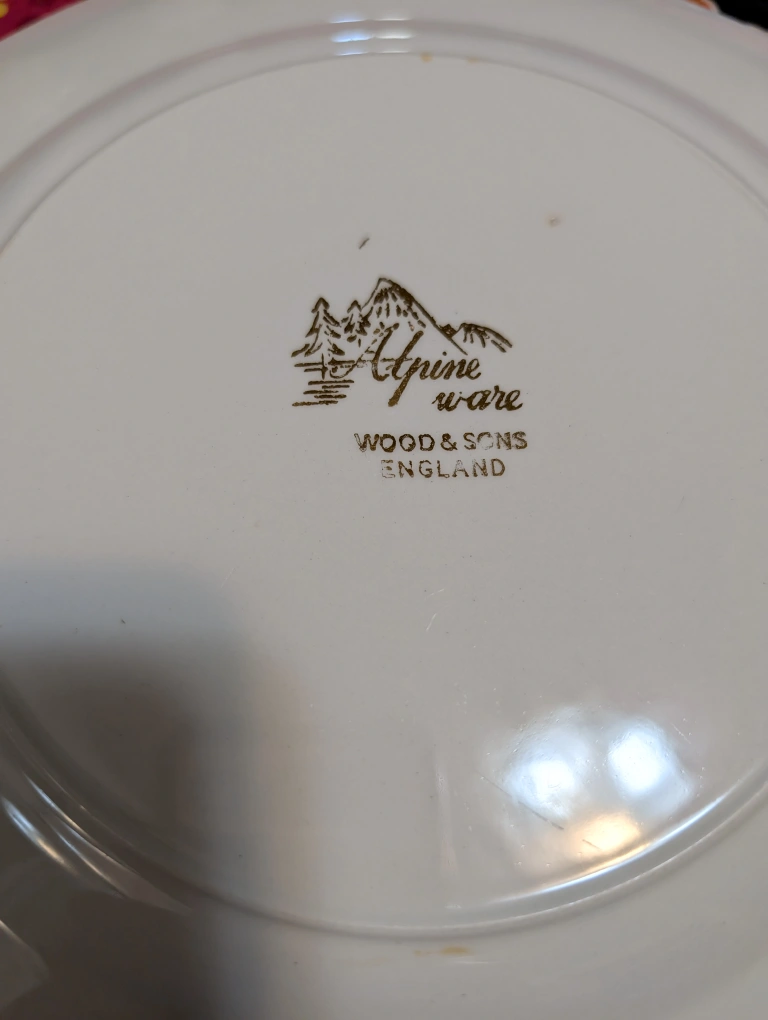 Alpine
ware
WOOD & SONS
ENGLAND